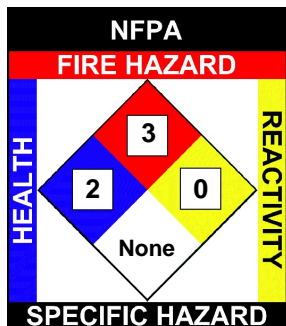 NFPA
FIRE HAZARD
HEALTH
3
2
0
REACTIVITY
None
SPECIFIC HAZARD